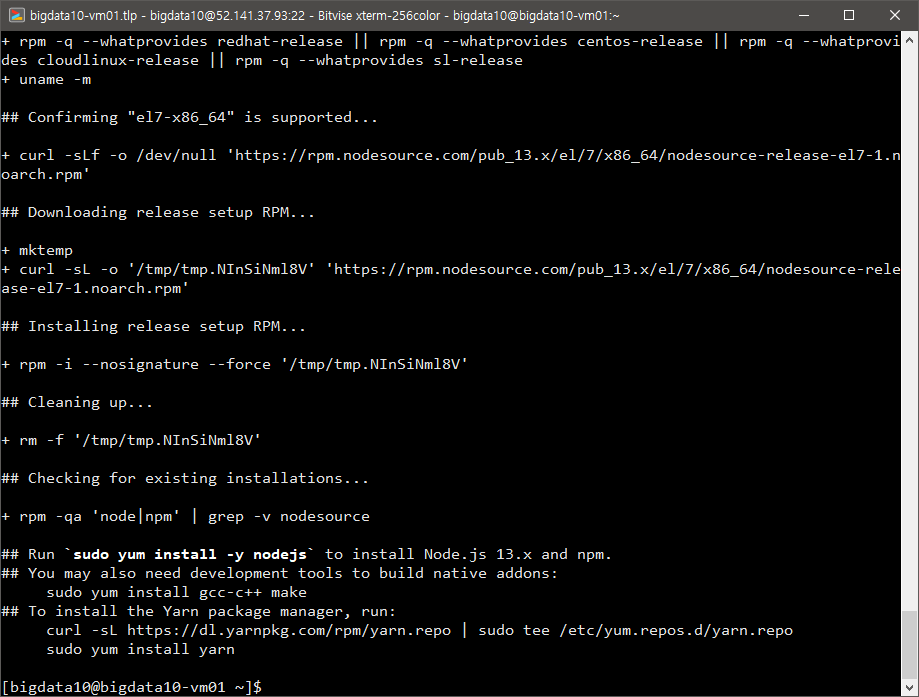 bigdata10-vm01.tlp - bigdata10@52.141.37.93:22 - Bitvise xterm-256color - bigdata10@bigdata10-vm01:~
+ rpm -q --whatprovides redhat-release || rpm -q --whatprovides centos-release || rpm -q --whatprovi
des cloudlinux-release || rpm -q --whatprovides sl-release
+ uname -m
## Confirming "el7-x86_64" is supported...
+ curl -sLf -o /dev/null 'https://rpm.nodesource.com/pub_13.x/el/7/x86_64/nodesource-release-el7-1.n
oarch.rpm'
## Downloading release setup RPM...
+ mktemp
+ curl -sL -o '/tmp/tmp.NInSiNml8V' 'https://rpm.nodesource.com/pub_13.x/el/7/x86_64/nodesource-rele
ase-el7-1.noarch.rpm'
## Installing release setup RPM...
+ rpm -i --nosignature --force '/tmp/tmp.NInSiNml8V'
## Cleaning up...
+ rm -f '/tmp/tmp.NInSiNml8V'
## Checking for existing installations...
+ rpm -qa 'node|npm' | grep -v nodesource
## Run `sudo yum install -y nodejs` to install Node.js 13.x and npm.
## You may also need development tools to build native addons:
     sudo yum install gcc-c++ make
## To install the Yarn package manager, run:
     curl -sL https://dl.yarnpkg.com/rpm/yarn.repo | sudo tee /etc/yum.repos.d/yarn.repo
     sudo yum install yarn
[bigdata10@bigdata10-vm01 ~]$